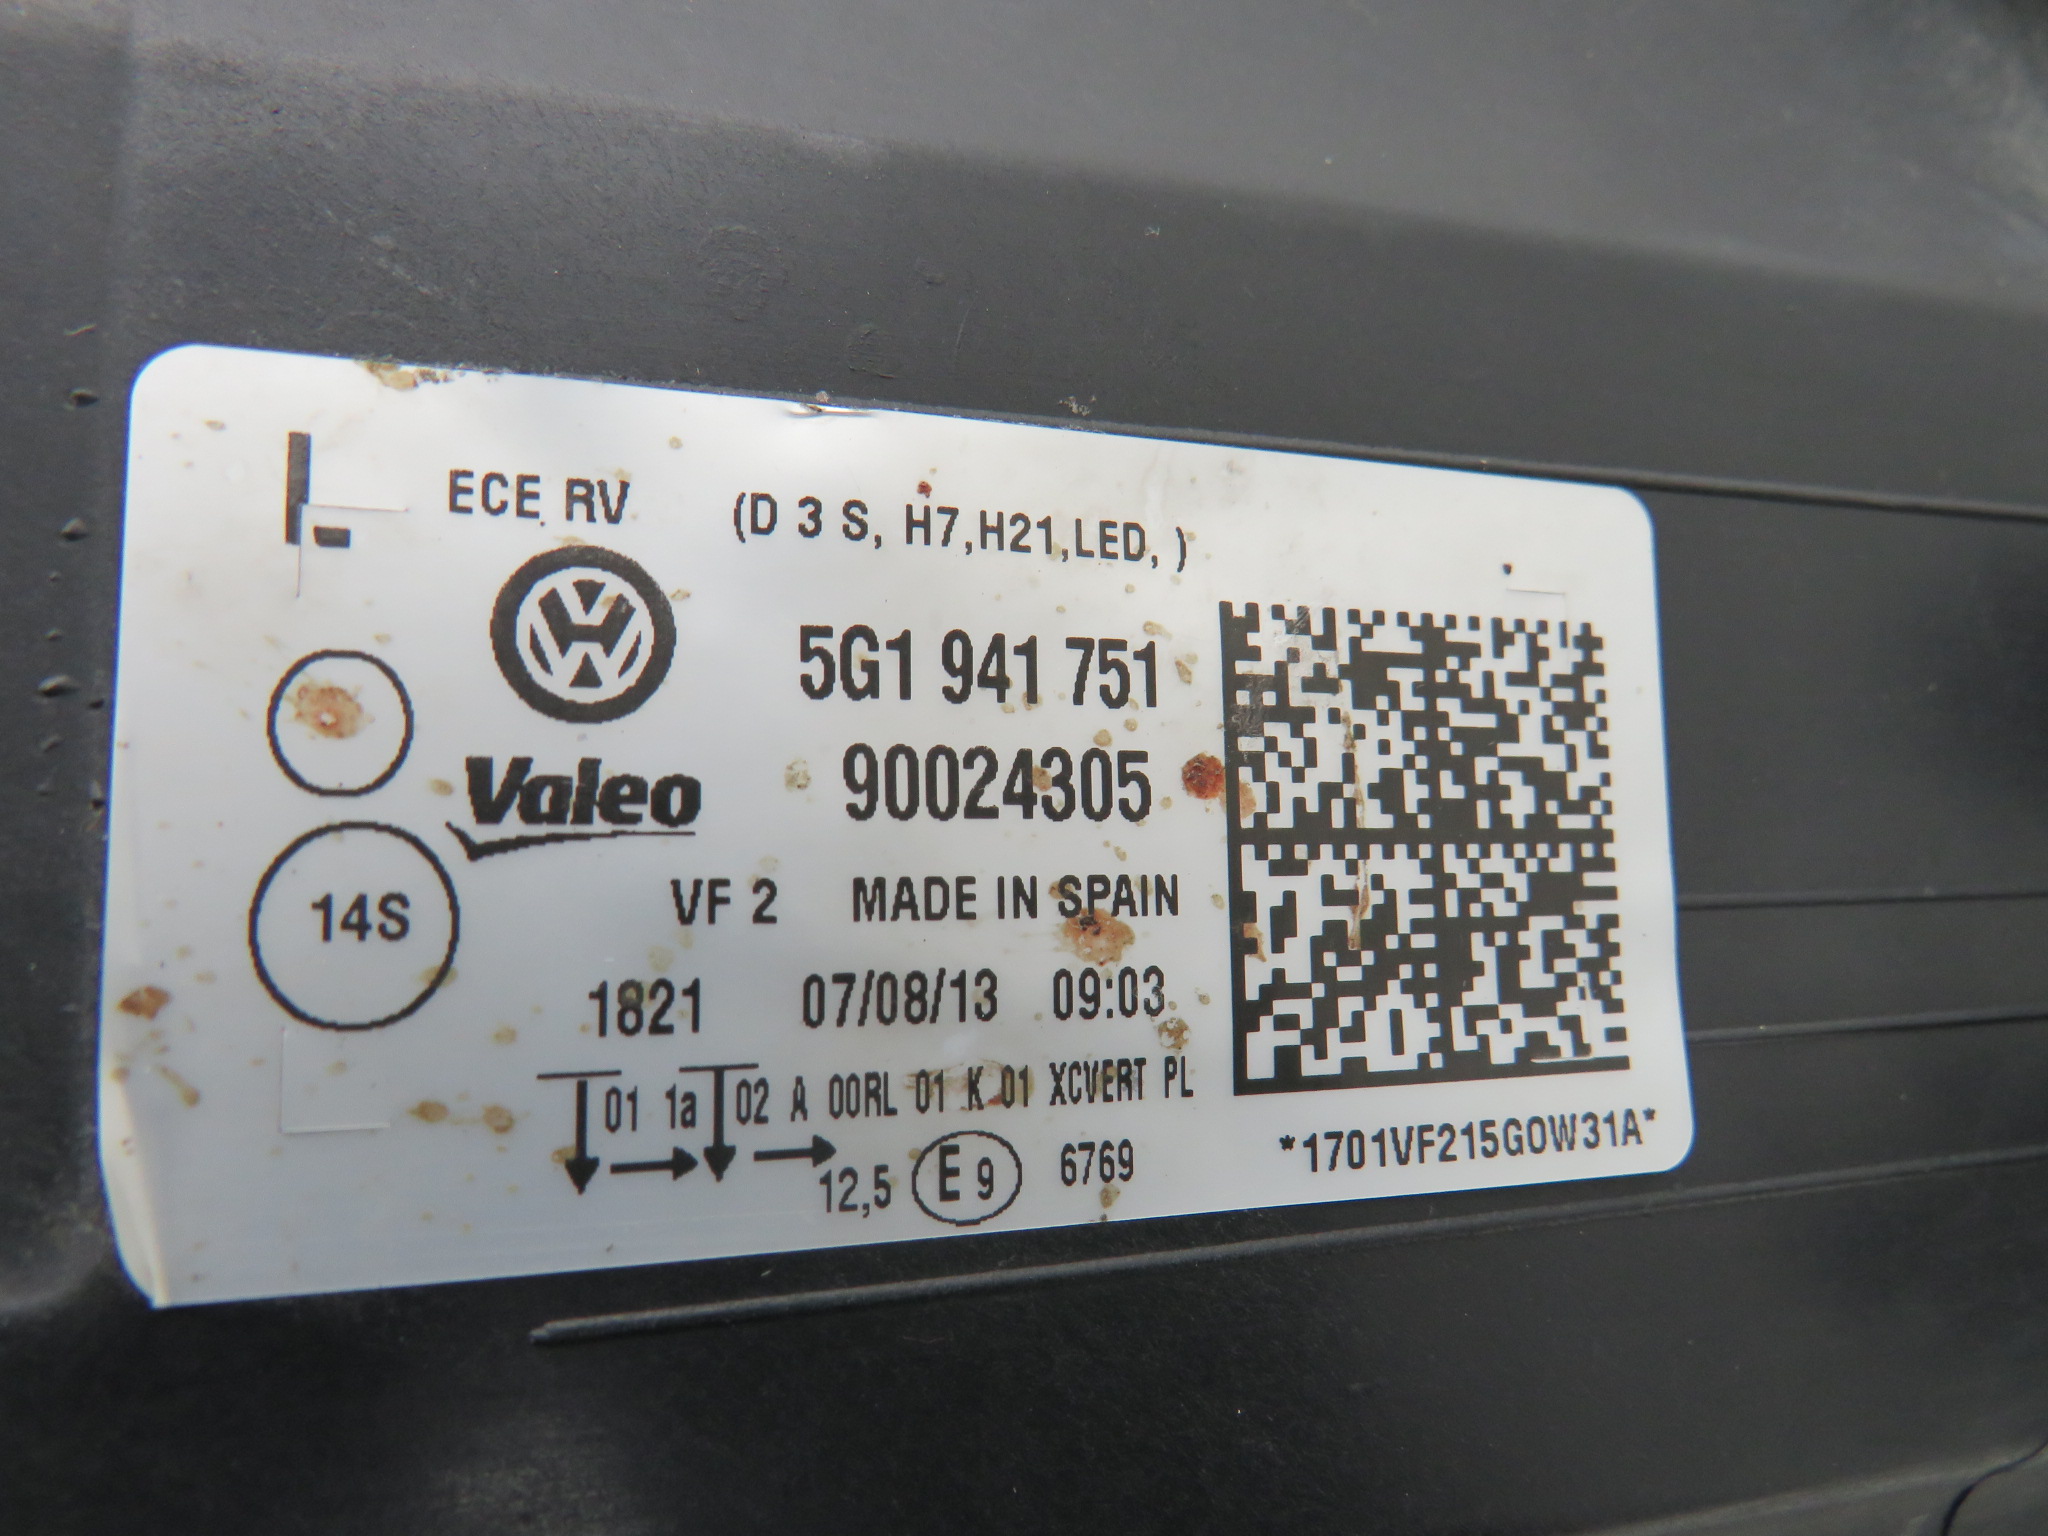 L
ECE RV (D 3 S, H7,H21,LED, )
5G1 941 751
Valeo
90024305
14S
VF 2 MADE IN SPAIN
1821 07/08/13 09:03
01 1a 02 A 00RL 01 K 01 XCVERT PL
12,5 E 9 6769
*1701VF215G0W31A*